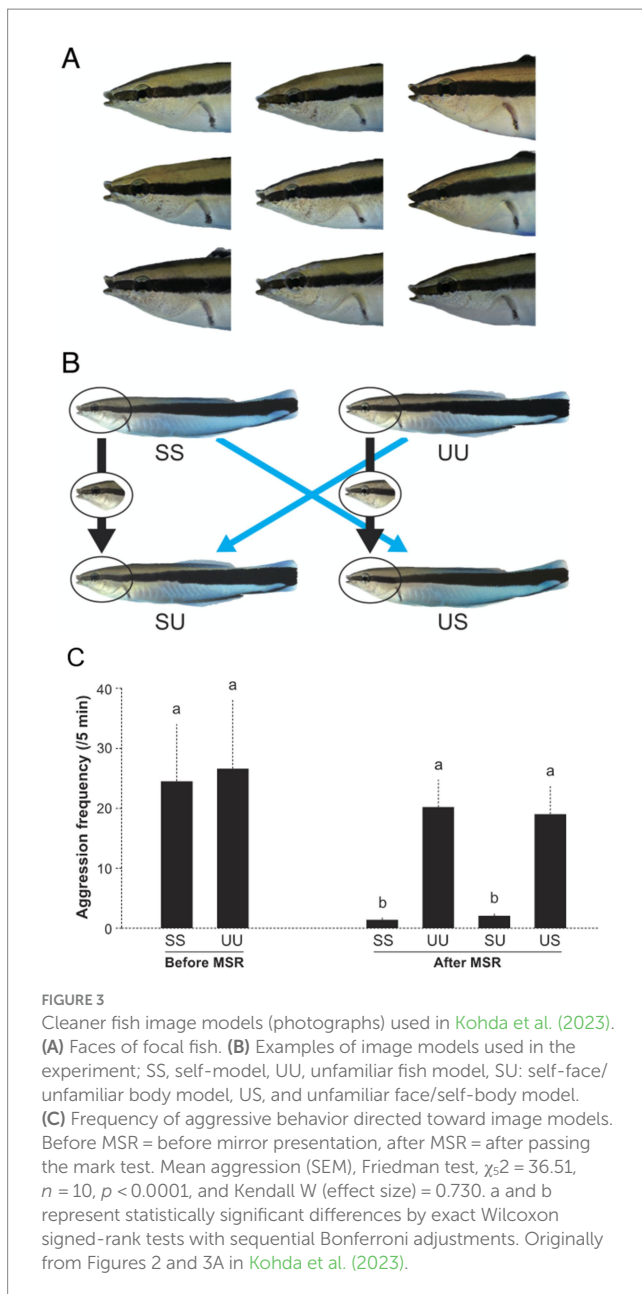 A
B
SS
UU
SU
US
C
Aggression frequency (/5 min)
40
30
20
10
0
a
a
b
a
b
a
SS
UU
SS
UU
SU
US
Before MSR
After MSR
FIGURE 3
Cleaner fish image models (photographs) used in Kohda et al. (2023).
(A) Faces of focal fish. (B) Examples of image models used in the
experiment; SS, self-model, UU, unfamiliar fish model, SU: self-face/
unfamiliar body model, US, and unfamiliar face/self-body model.
(C) Frequency of aggressive behavior directed toward image models.
Before MSR = before mirror presentation, after MSR = after passing
the mark test. Mean aggression (SEM), Friedman test, χ₅2 = 36.51,
n = 10, p < 0.0001, and Kendall W (effect size) = 0.730. a and b
represent statistically significant differences by exact Wilcoxon
signed-rank tests with sequential Bonferroni adjustments. Originally
from Figures 2 and 3A in Kohda et al. (2023).